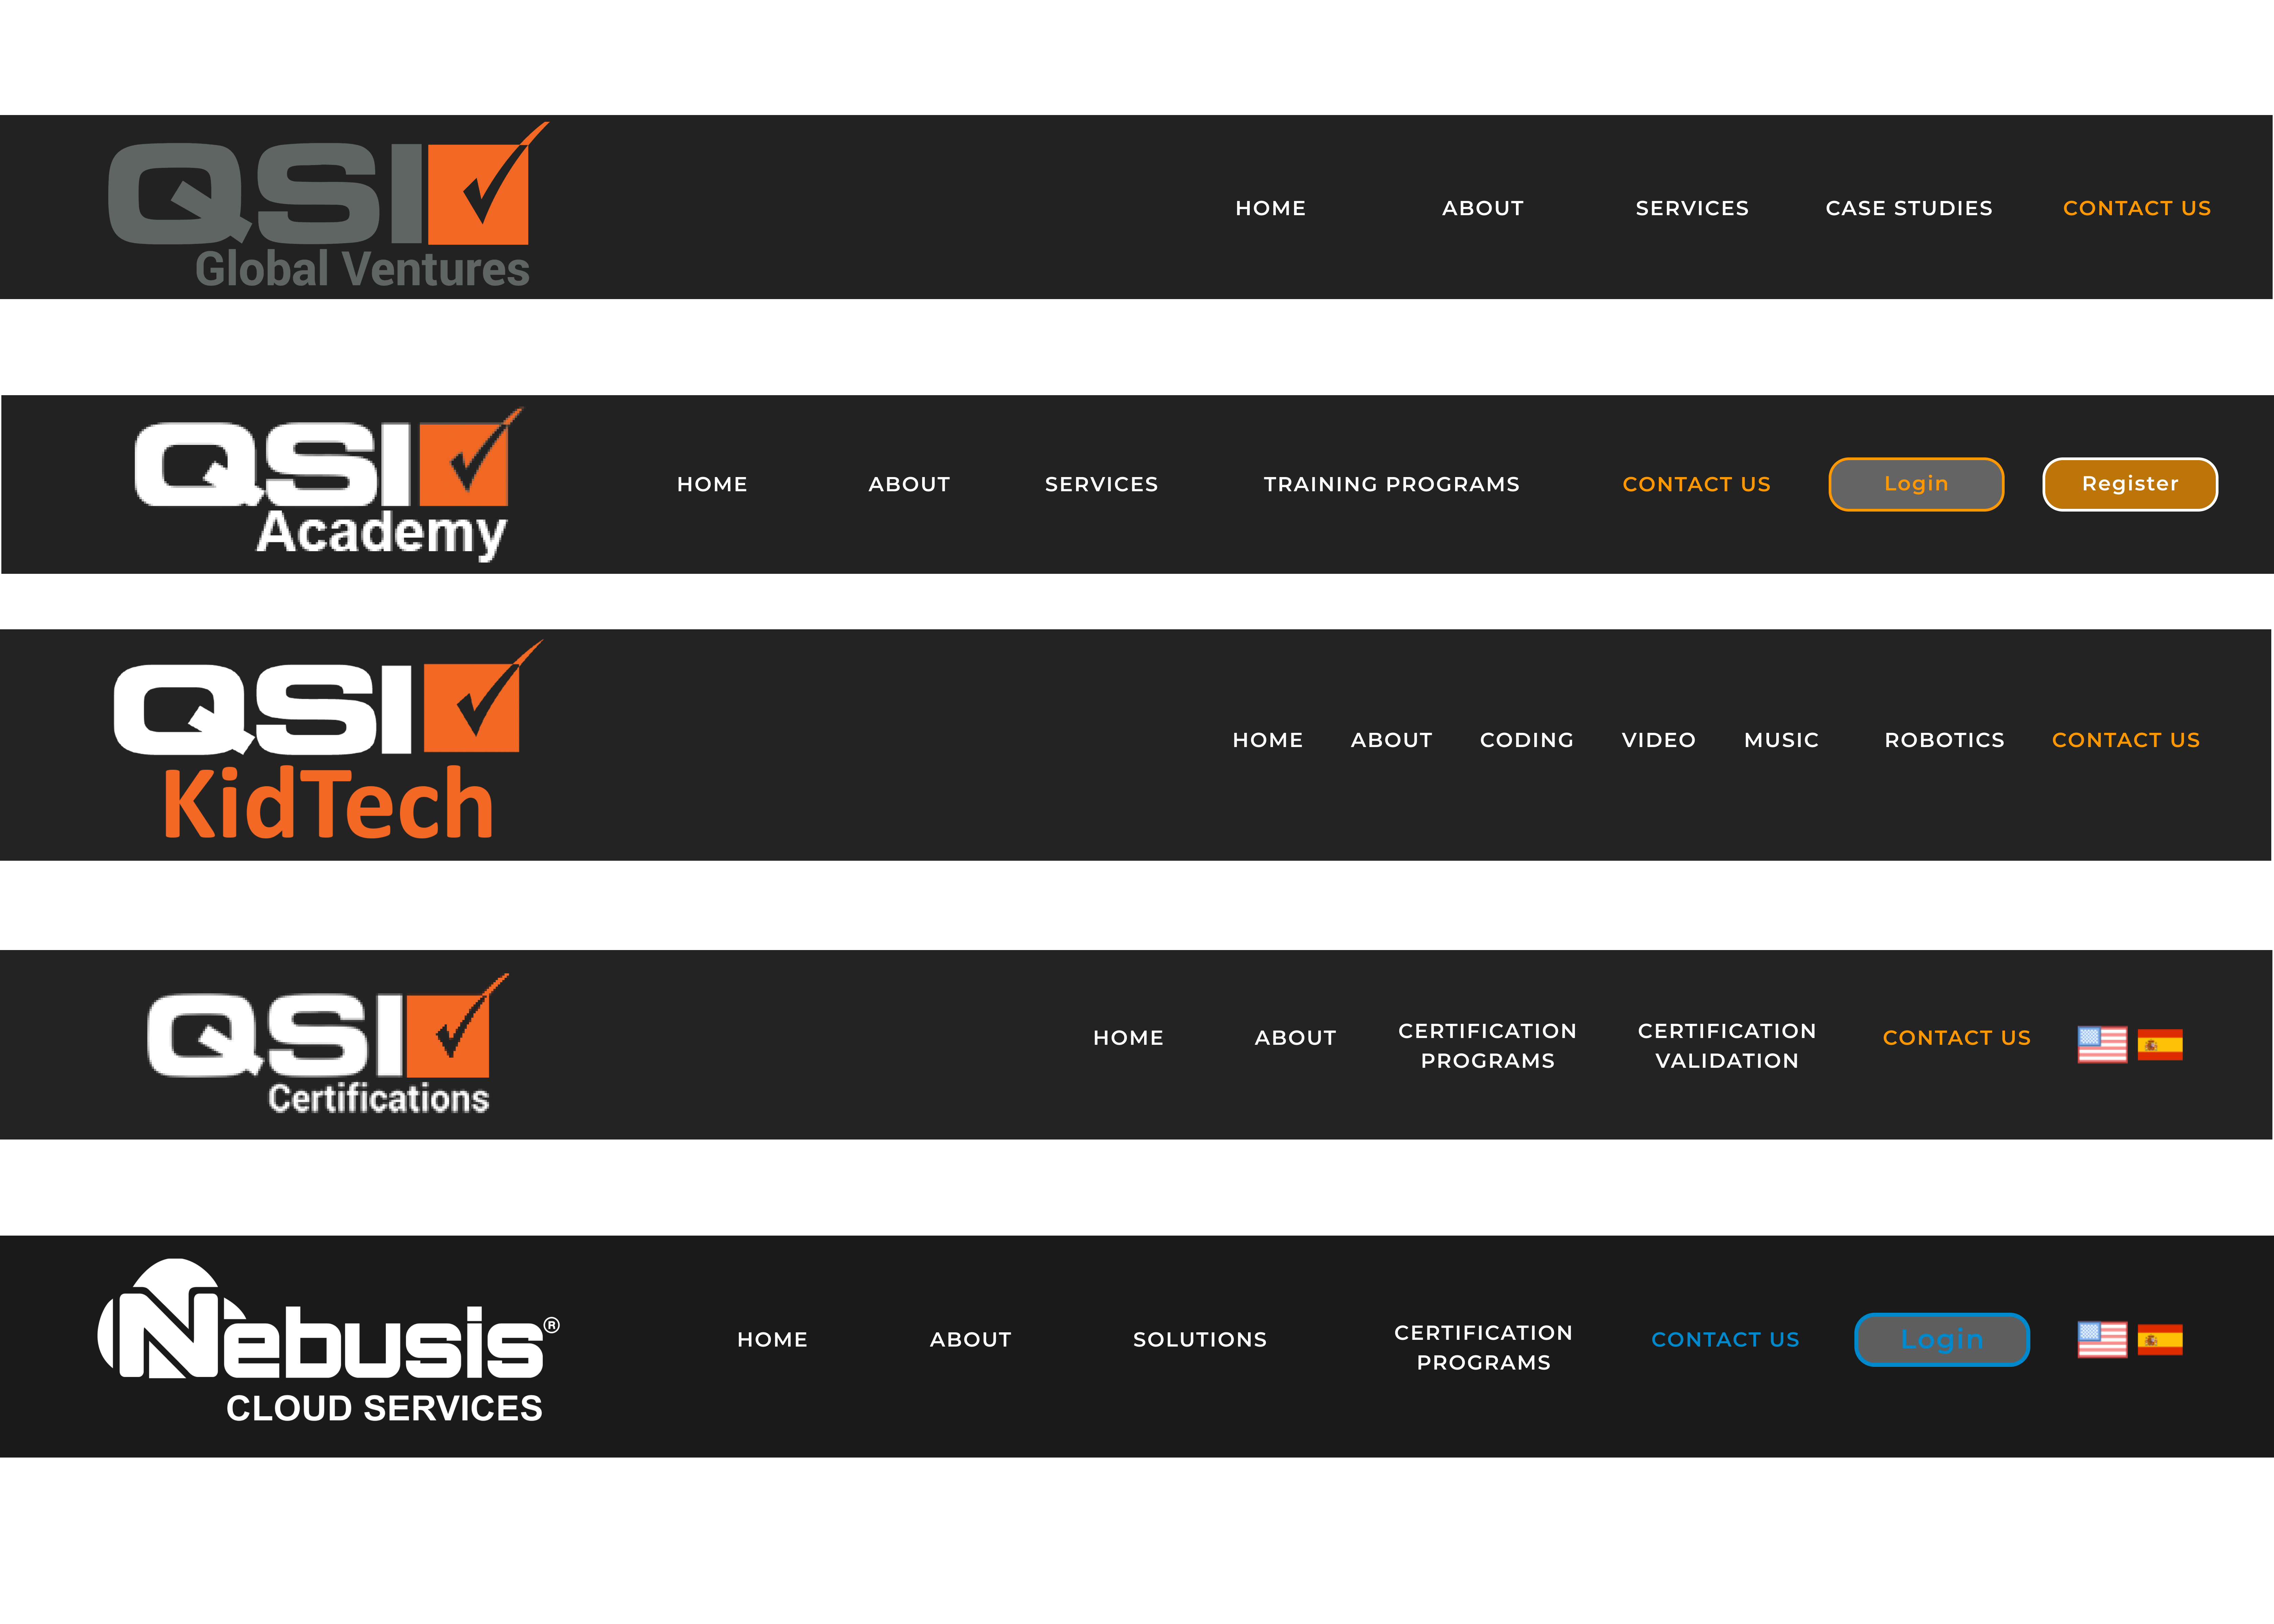 QSI
Global Ventures
HOME ABOUT SERVICES CASE STUDIES CONTACT US
QSI
Academy
HOME ABOUT SERVICES TRAINING PROGRAMS CONTACT US Login Register
QSI
KidTech
HOME ABOUT CODING VIDEO MUSIC ROBOTICS CONTACT US
QSI
Certifications
HOME ABOUT CERTIFICATION PROGRAMS CERTIFICATION VALIDATION CONTACT US
Nebusis®
CLOUD SERVICES
HOME ABOUT SOLUTIONS CERTIFICATION PROGRAMS CONTACT US Login